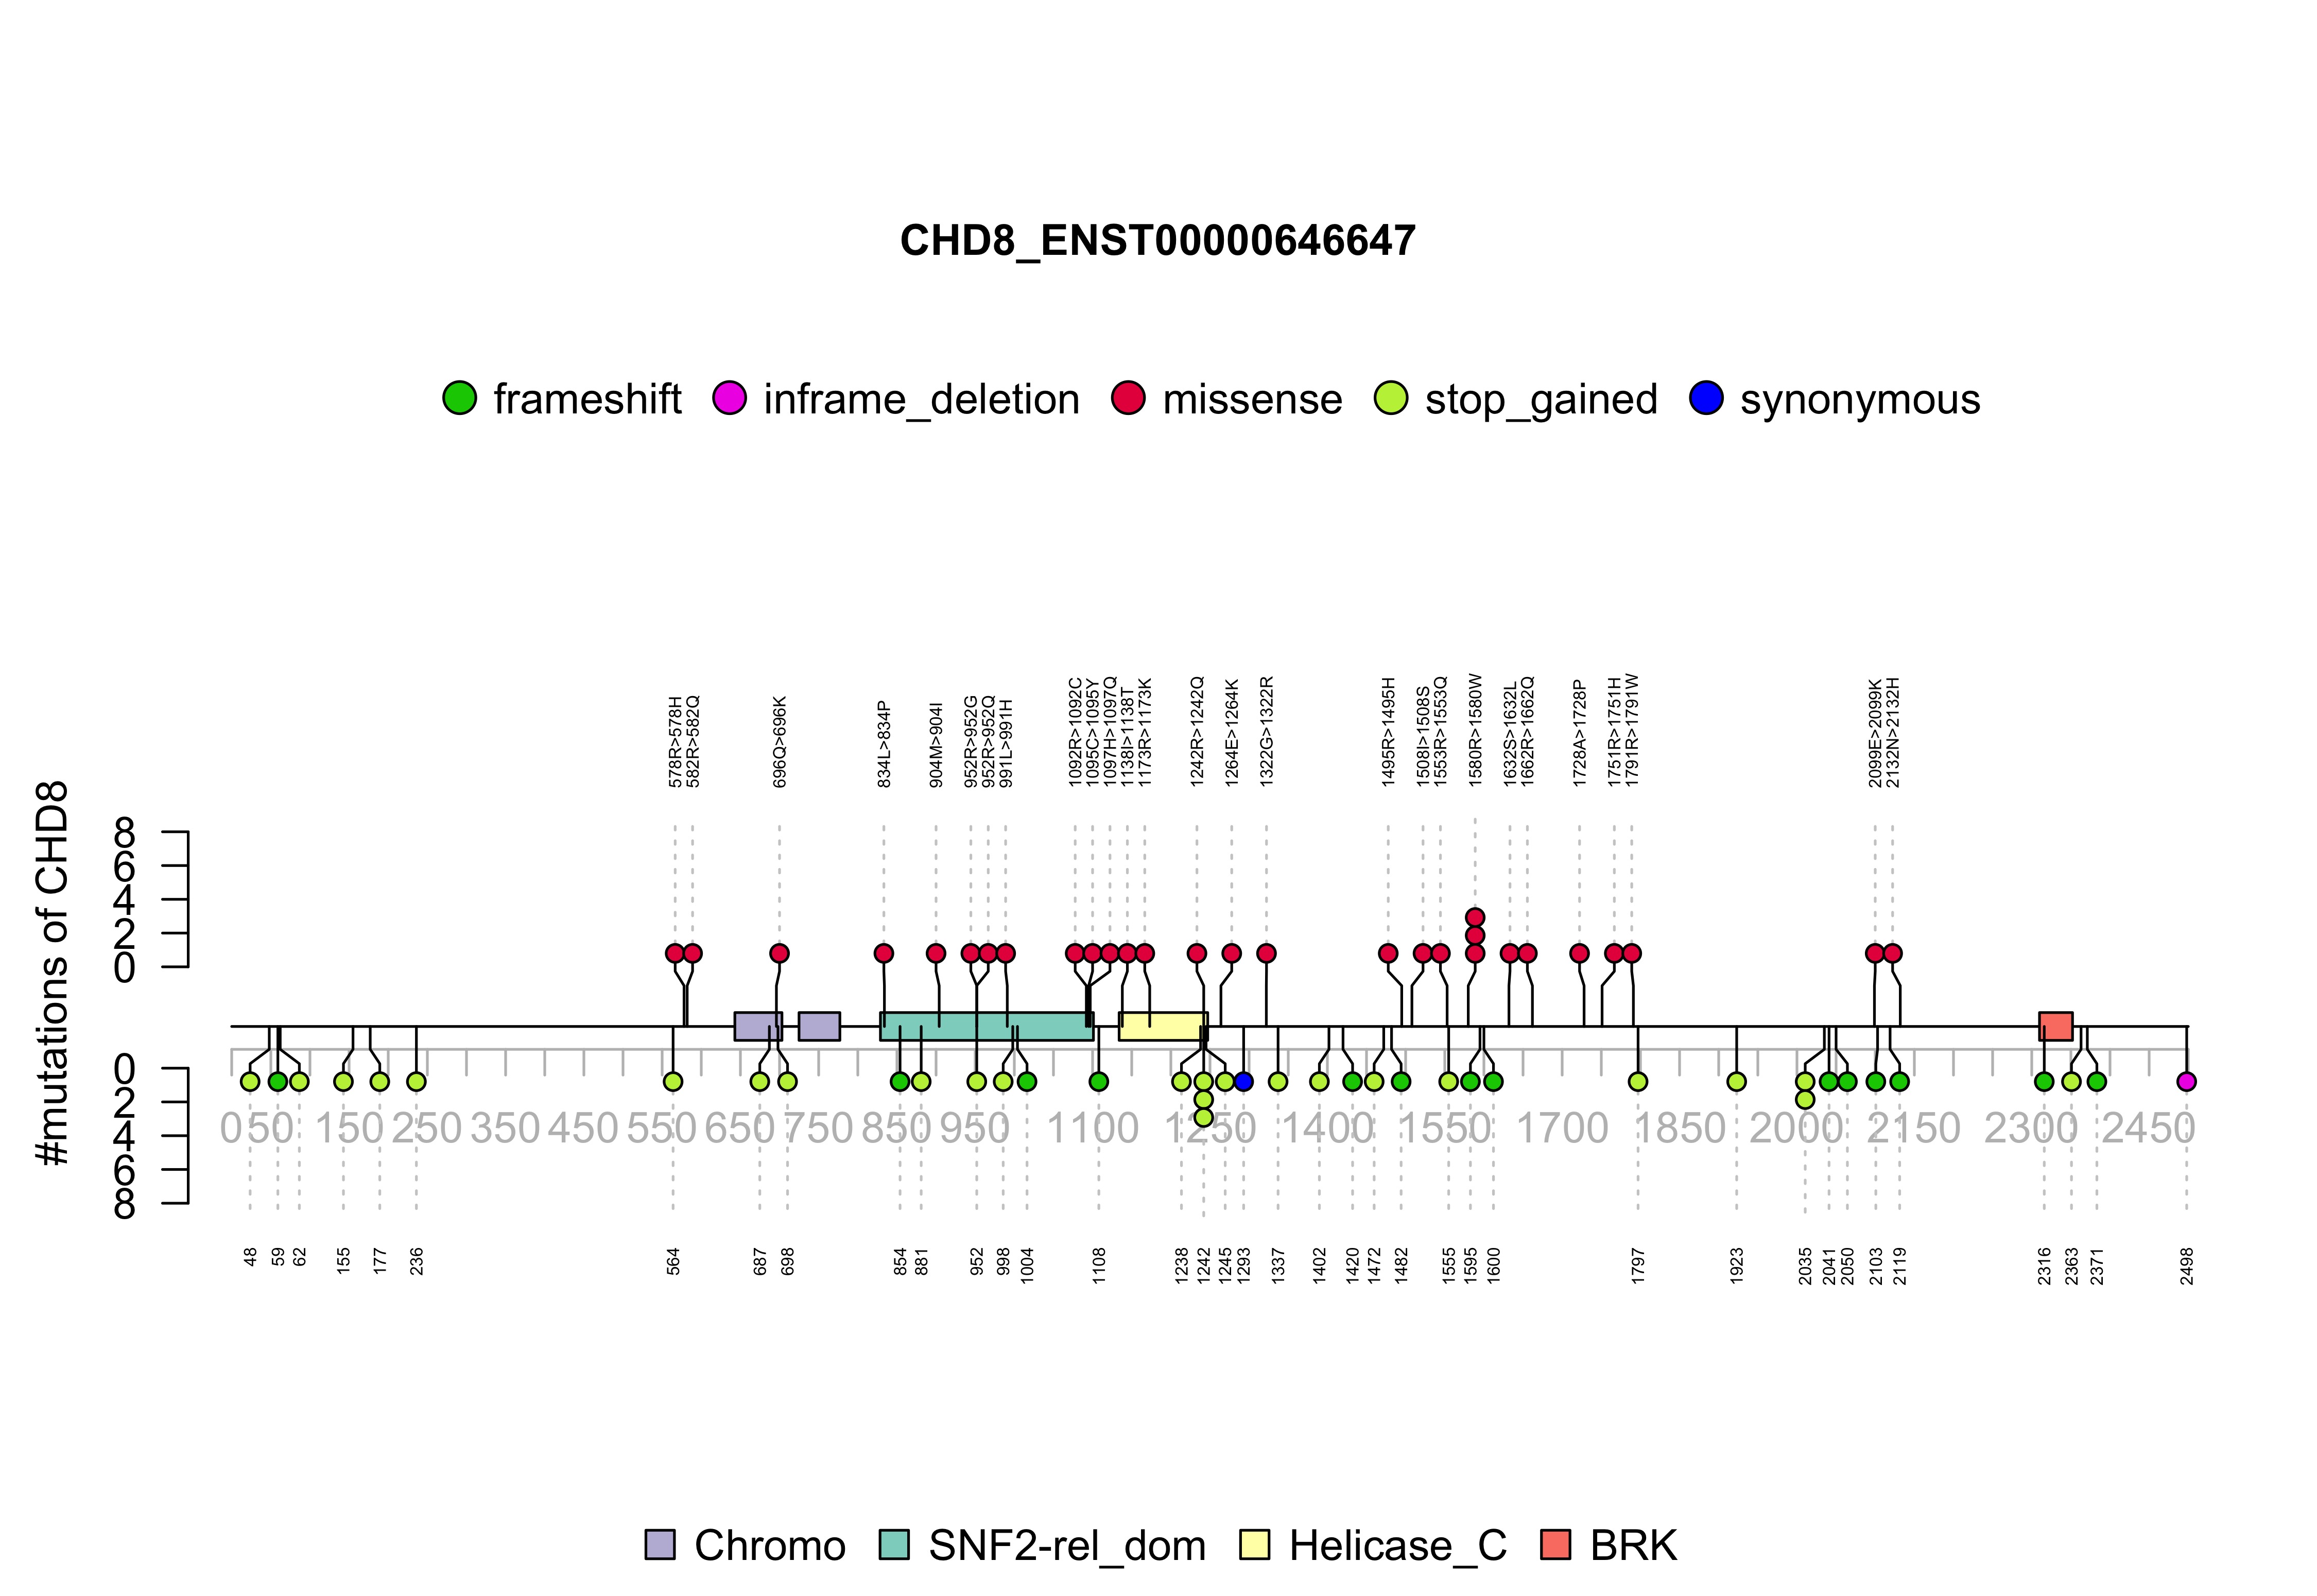 CHD8_ENST00000646647
frameshift inframe_deletion missense stop_gained synonymous
578R>578H
582R>582Q
696Q>696K
834L>834P
904M>904I
952R>952G
952R>952Q
991L>991H
1092R>1092C
1095C>1095Y
1097H>1097Q
1138I>1138T
1173R>1173K
1242R>1242Q
1264E>1264K
1322G>1322R
1495R>1495H
1508I>1508S
1553R>1553Q
1580R>1580W
1632S>1632L
1662R>1662Q
1728A>1728P
1751R>1751H
1791R>1791W
2099E>2099K
2132N>2132H
#mutations of CHD8
8
6
4
2
0
0
2
4
6
8
0 50 150 250 350 450 550 650 750 850 950 1100 1250 1400 1550 1700 1850 2000 2150 2300 2450
48
59
62
155
177
236
564
687
698
854
881
952
998
1004
1108
1238
1242
1245
1293
1337
1402
1420
1472
1482
1555
1595
1600
1797
1923
2035
2041
2050
2103
2119
2316
2363
2371
2498
Chromo SNF2-rel_dom Helicase_C BRK